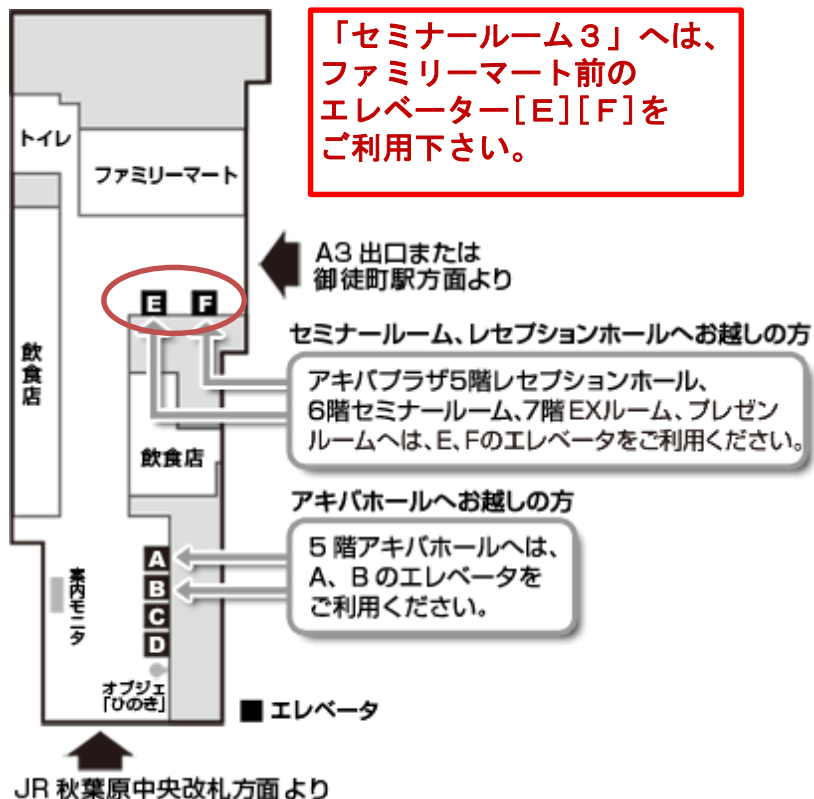 「セミナールーム３」へは、
ファミリーマート前の
エレベーター[Ｅ][Ｆ]を
ご利用下さい。
トイレ
ファミリーマート
A3 出口または
御徒町駅方面より
E F
セミナールーム、レセプションホールへお越しの方
アキバプラザ5階レセプションホール、
6階セミナールーム、7階EXルーム、プレゼン
ルームへは、E、Fのエレベータをご利用ください。
飲食店
飲食店
アキバホールへお越しの方
5 階アキバホールへは、
A、B のエレベータを
ご利用ください。
A
B
C
D
案内モニタ
オブジェ
「ひのき」
■ エレベータ
JR 秋葉原中央改札方面より